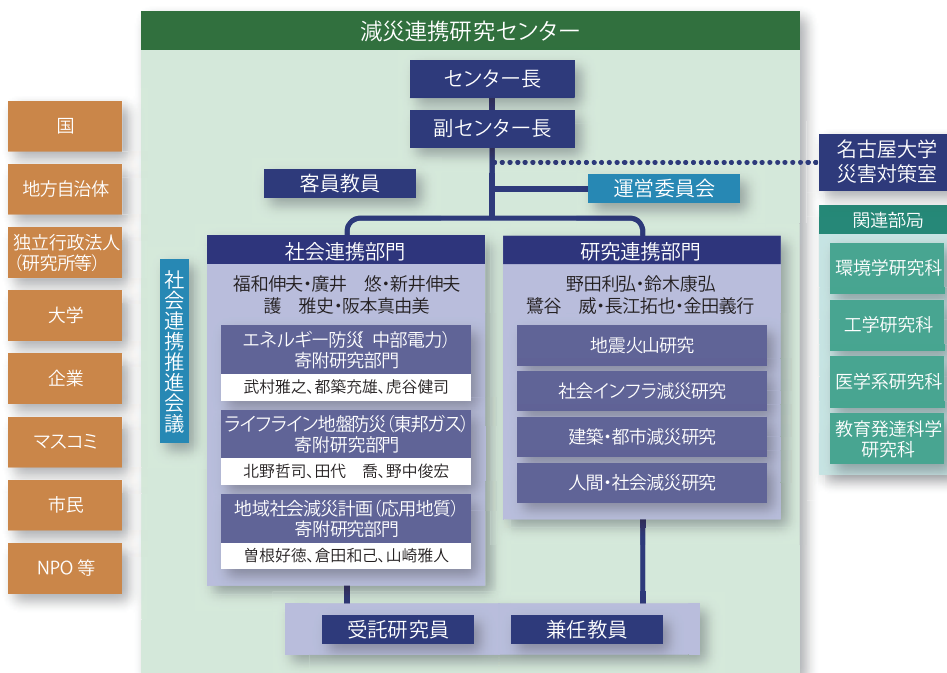 減災連携研究センター
センター長
副センター長
客員教員
運営委員会
名古屋大学
災害対策室
国
地方自治体
独立行政法人
(研究所等)
大学
企業
マスコミ
市民
NPO 等
社会連携推進会議
社会連携部門
福和伸夫・廣井　悠・新井伸夫
護　雅史・阪本真由美
エネルギー防災(中部電力)
寄附研究部門
武村雅之、都築充雄、虎谷健司
ライフライン地盤防災(東邦ガス)
寄附研究部門
北野哲司、田代　喬、野中俊宏
地域社会減災計画(応用地質)
寄附研究部門
曽根好徳、倉田和己、山崎雅人
研究連携部門
野田利弘・鈴木康弘
鷺谷　威・長江拓也・金田義行
地震火山研究
社会インフラ減災研究
建築・都市減災研究
人間・社会減災研究
受託研究員
兼任教員
関連部局
環境学研究科
工学研究科
医学系研究科
教育発達科学
研究科